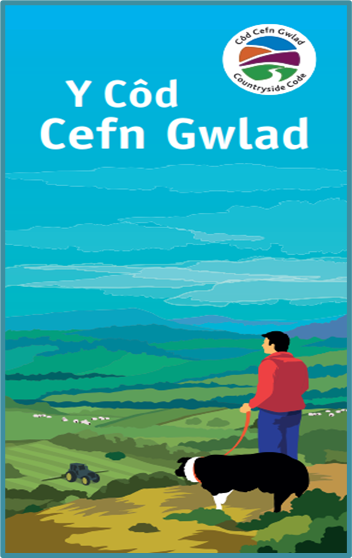 Côd Cefn Gwlad
Countryside Code
Y Côd
Cefn Gwlad